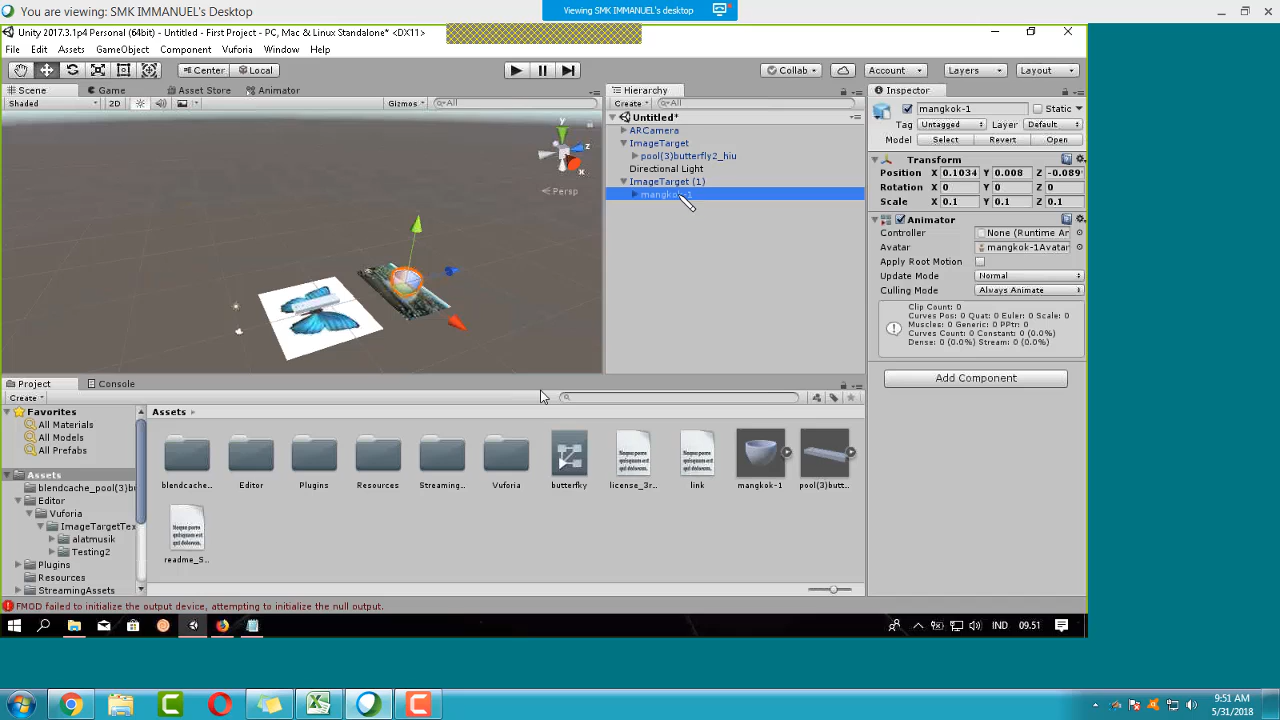 You are viewing: SMK IMMANUEL's Desktop
Viewing SMK IMMANUEL's desktop
Unity 2017.3.1p4 Personal (64bit) - Untitled - First Project - PC, Mac & Linux Standalone* <DX11>
File Edit Assets GameObject Component Vuforia Window Help
Center Local Collab Account Layers Layout
Scene Game Asset Store Animator Hierarchy Inspector
Shaded 2D Gizmos All Create All
mangkok-1 Static
Untitled*
Tag Untagged Layer Default
ARCamera
Model Select Revert Open
ImageTarget
pool(3)butterfly2_hiu
Directional Light
ImageTarget (1)
mangkok-1
y
z
x
Persp
Transform
Position X 0.1034 Y 0.008 Z -0.089
Rotation X 0 Y 0 Z 0
Scale X 0.1 Y 0.1 Z 0.1
Animator
Controller None (Runtime Ar
Avatar mangkok-1Avatar
Apply Root Motion
Update Mode Normal
Culling Mode Always Animate
Clip Count: 0
Curves Pos: 0 Quat: 0 Euler: 0 Scale: 0
Muscles: 0 Generic: 0 PPtr: 0
Curves Count: 0 Constant: 0 (0.0%)
Dense: 0 (0.0%) Stream: 0 (0.0%)
Add Component
Project Console
Create
Favorites
All Materials
All Models
All Prefabs
Assets
blendcache_pool(3)bu
Editor
Vuforia
ImageTargetTex
alatmusik
Testing2
Plugins
Resources
StreamingAssets
Assets
blendcache... Editor Plugins Resources Streaming... Vuforia butterfky license_3r... link mangkok-1 pool(3)butt...
readme_S...
FMOD failed to initialize the output device, attempting to initialize the null output.
IND 09.51
9:51 AM
5/31/2018